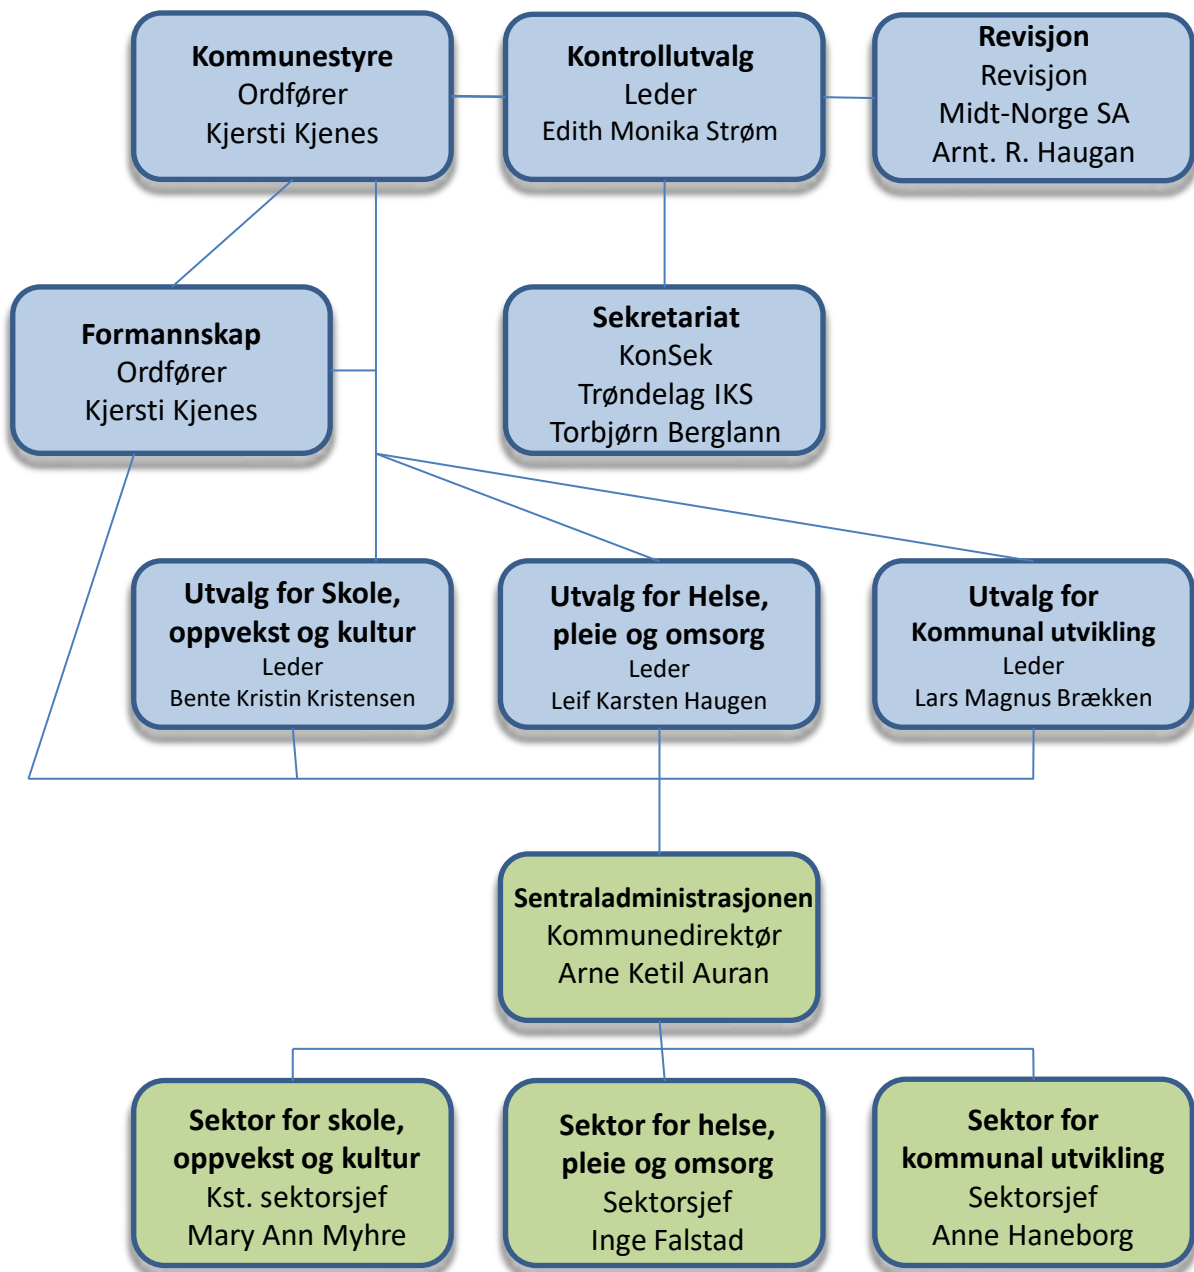 Kommunestyre
Ordfører
Kjersti Kjenes
Kontrollutvalg
Leder
Edith Monika Strøm
Revisjon
Revisjon
Midt-Norge SA
Arnt. R. Haugan
Formannskap
Ordfører
Kjersti Kjenes
Sekretariat
KonSek
Trøndelag IKS
Torbjørn Berglann
Utvalg for Skole,
oppvekst og kultur
Leder
Bente Kristin Kristensen
Utvalg for Helse,
pleie og omsorg
Leder
Leif Karsten Haugen
Utvalg for
Kommunal utvikling
Leder
Lars Magnus Brækken
Sentraladministrasjonen
Kommunedirektør
Arne Ketil Auran
Sektor for skole,
oppvekst og kultur
Kst. sektorsjef
Mary Ann Myhre
Sektor for helse,
pleie og omsorg
Sektorsjef
Inge Falstad
Sektor for
kommunal utvikling
Sektorsjef
Anne Haneborg